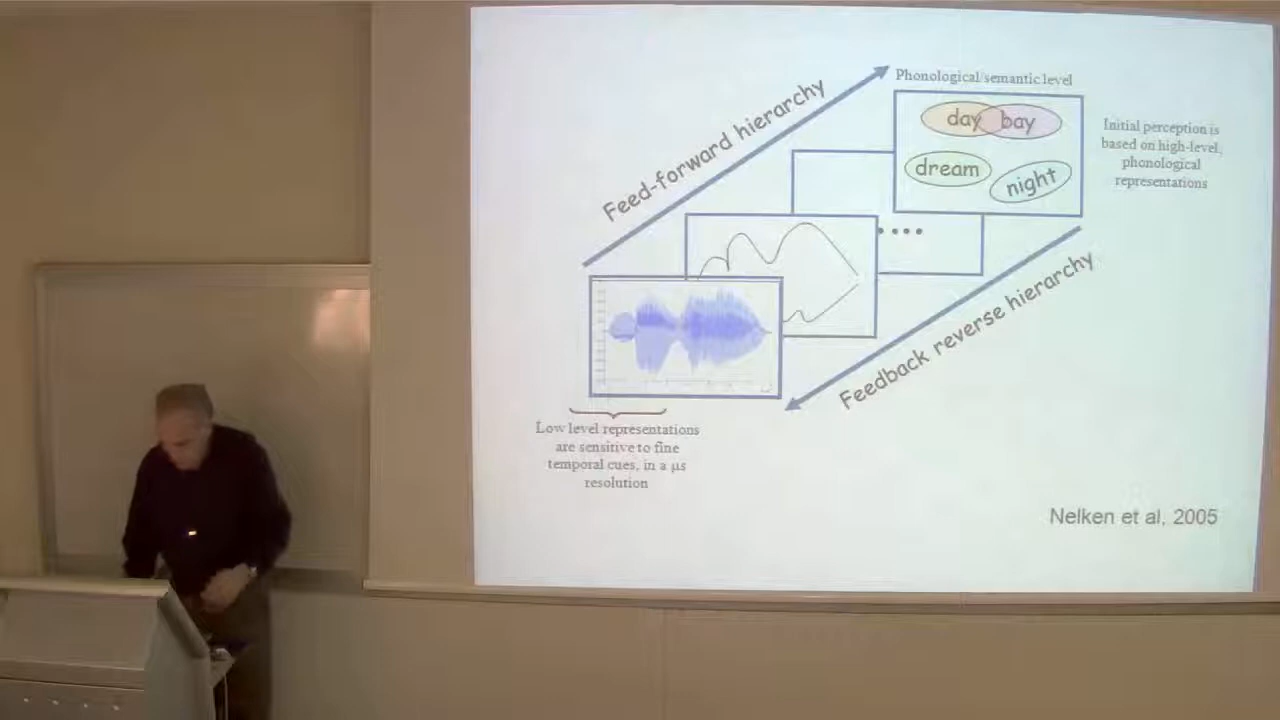 Feed-forward hierarchy
Phonological/semantic level
day bay
dream
night
Initial perception is
based on high-level,
phonological
representations
Feedback reverse hierarchy
Low level representations
are sensitive to fine
temporal cues, in a µs
resolution
Nelken et al, 2005